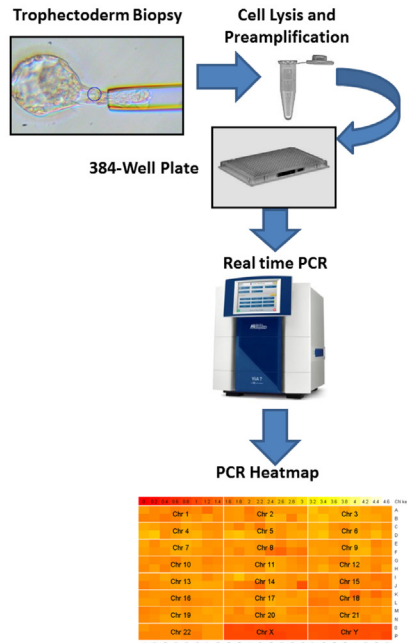 Trophectoderm Biopsy
Cell Lysis and
Preamplification
384-Well Plate
Real time PCR
PCR Heatmap
Chr 1 Chr 2 Chr 3
Chr 4 Chr 5 Chr 6
Chr 7 Chr 8 Chr 9
Chr 10 Chr 11 Chr 12
Chr 13 Chr 14 Chr 15
Chr 16 Chr 17 Chr 18
Chr 19 Chr 20 Chr 21
Chr 22 Chr X Chr Y